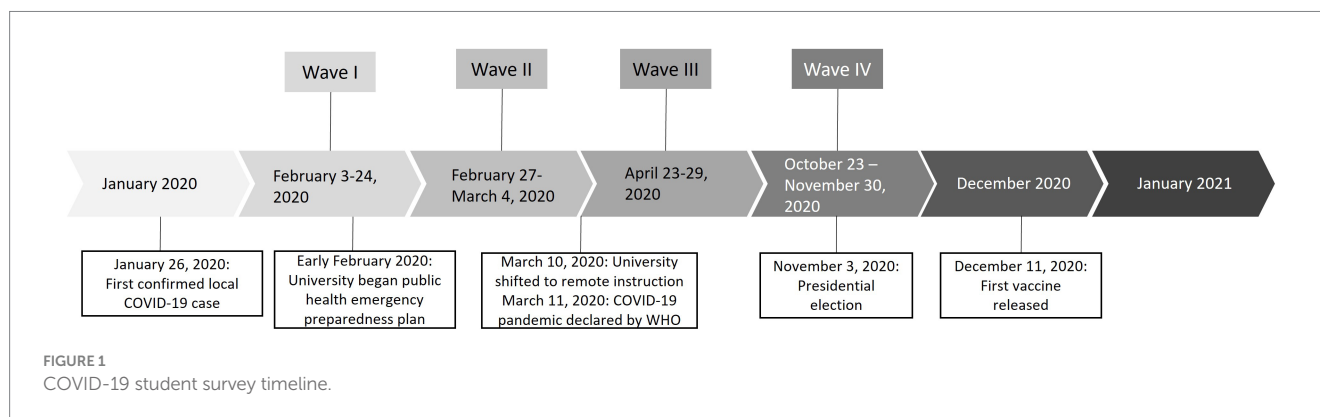 Wave I
Wave II
Wave III
Wave IV
January 2020
February 3-24,
2020
February 27-
March 4, 2020
April 23-29,
2020
October 23 –
November 30,
2020
December 2020
January 2021
January 26, 2020:
First confirmed local
COVID-19 case
Early February 2020:
University began public
health emergency
preparedness plan
March 10, 2020: University
shifted to remote instruction
March 11, 2020: COVID-19
pandemic declared by WHO
November 3, 2020:
Presidential
election
December 11, 2020:
First vaccine
released
FIGURE 1
COVID-19 student survey timeline.